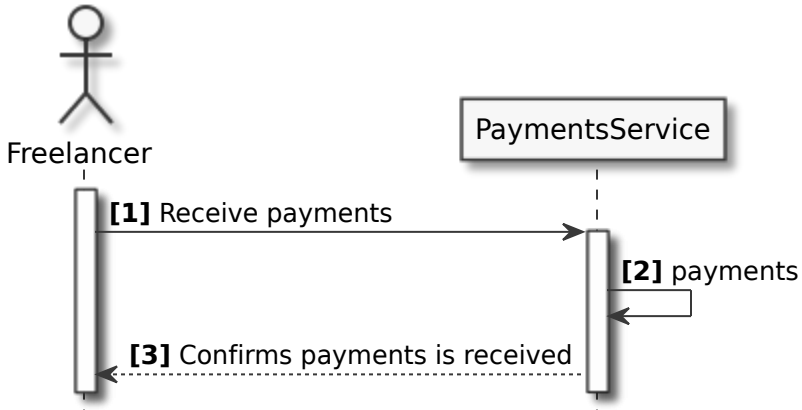 Freelancer
PaymentsService
[1] Receive payments
[2] payments
[3] Confirms payments is received